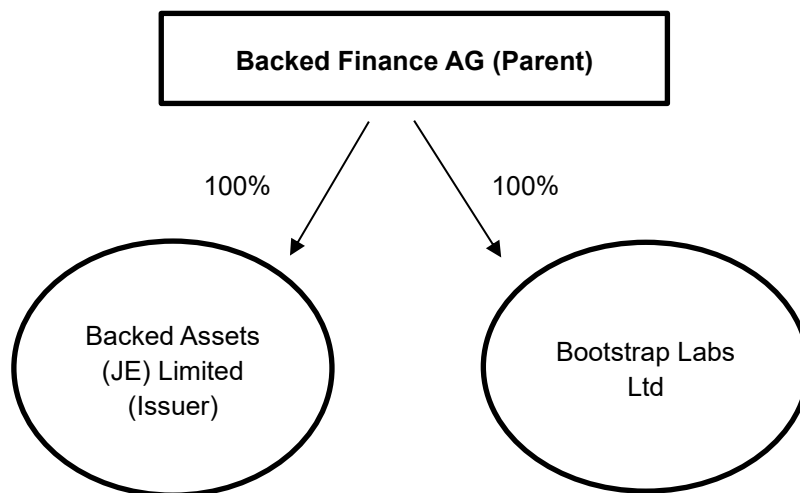 Backed Finance AG (Parent)
100%
100%
Backed Assets
(JE) Limited
(Issuer)
Bootstrap Labs
Ltd